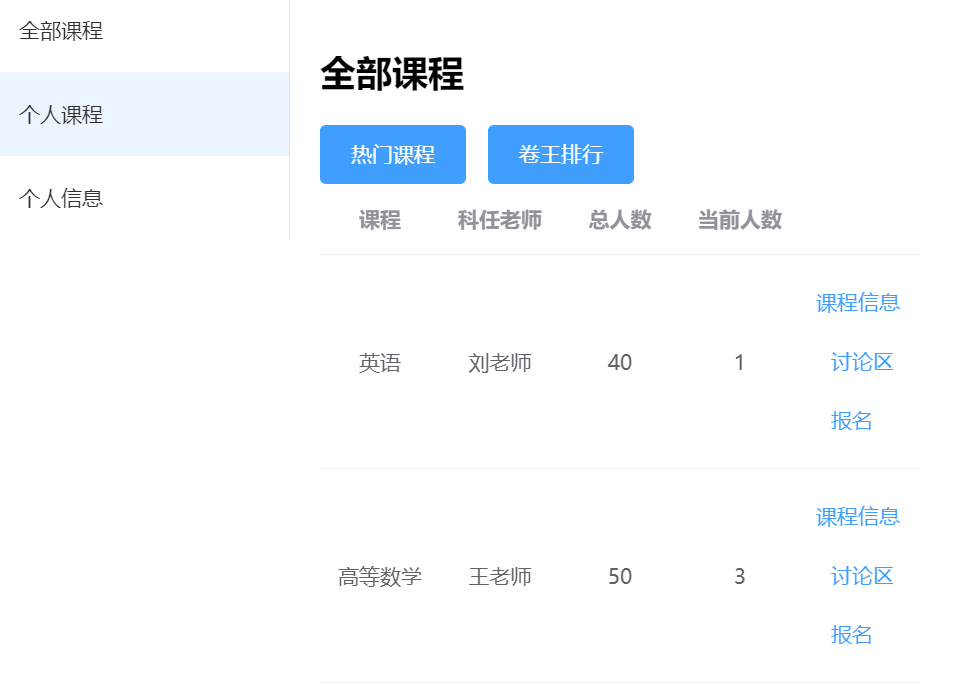 全部课程
个人课程
个人信息
全部课程
热门课程 卷王排行
课程 科任老师 总人数 当前人数
课程信息
英语 刘老师 40 1 讨论区
报名
课程信息
高等数学 王老师 50 3 讨论区
报名